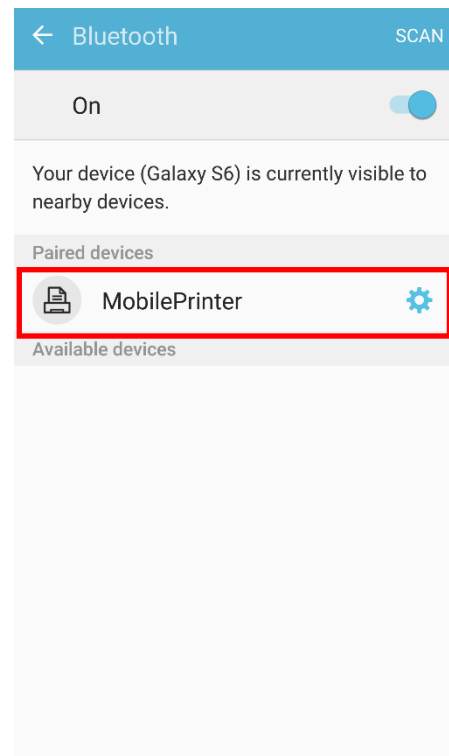 Bluetooth SCAN
On
Your device (Galaxy S6) is currently visible to
nearby devices.
Paired devices
MobilePrinter
Available devices